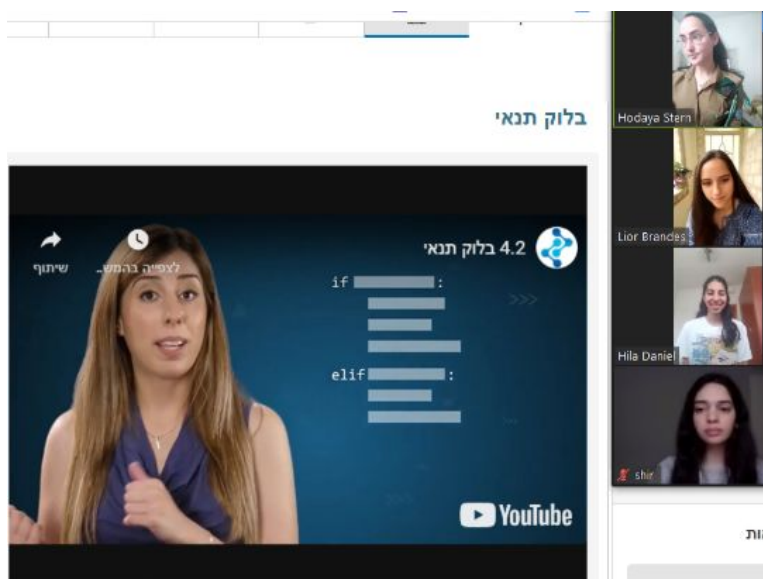 בלוק תנאי
4.2 בלוק תנאי
לצפייה בהמש...
שיתוף
if :
>>>
elif :
>>>
YouTube
Hodaya Stern
Lior Brandes
Hila Daniel
shir